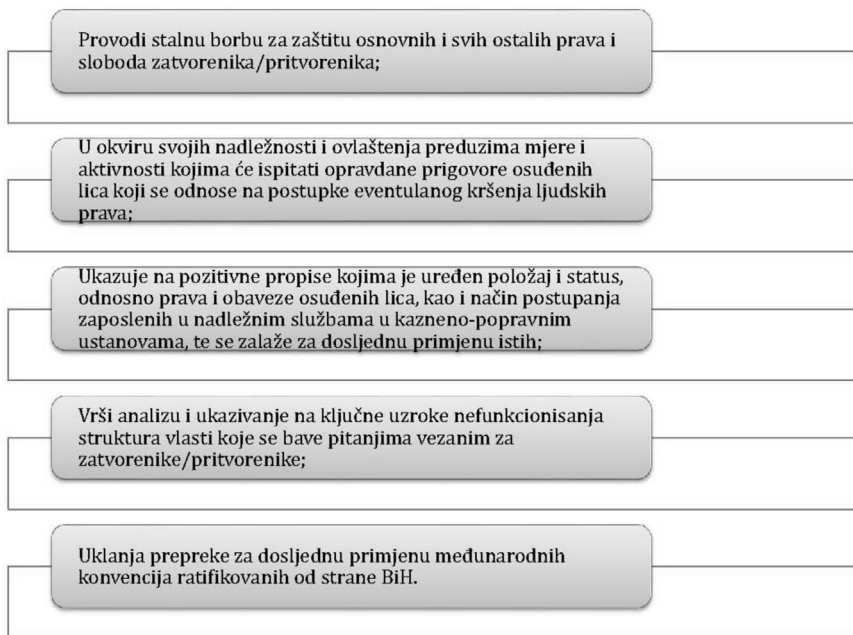 Provodi stalnu borbu za zaštitu osnovnih i svih ostalih prava i
sloboda zatvorenika/pritvorenika;
U okviru svojih nadležnosti i ovlaštenja preduzima mjere i
aktivnosti kojima će ispitati opravdane prigovore osuđenih
lica koji se odnose na postupke eventulanog kršenja ljudskih
prava;
Ukazuje na pozitivne propise kojima je uređen položaj i status,
odnosno prava i obaveze osuđenih lica, kao i način postupanja
zaposlenih u nadležnim službama u kazneno-popravnim
ustanovama, te se zalaže za dosljednu primjenu istih;
Vrši analizu i ukazivanje na ključne uzroke nefunkcionisanja
struktura vlasti koje se bave pitanjima vezanim za
zatvorenike/pritvorenike;
Uklanja prepreke za dosljednu primjenu međunarodnih
konvencija ratifikovanih od strane BiH.